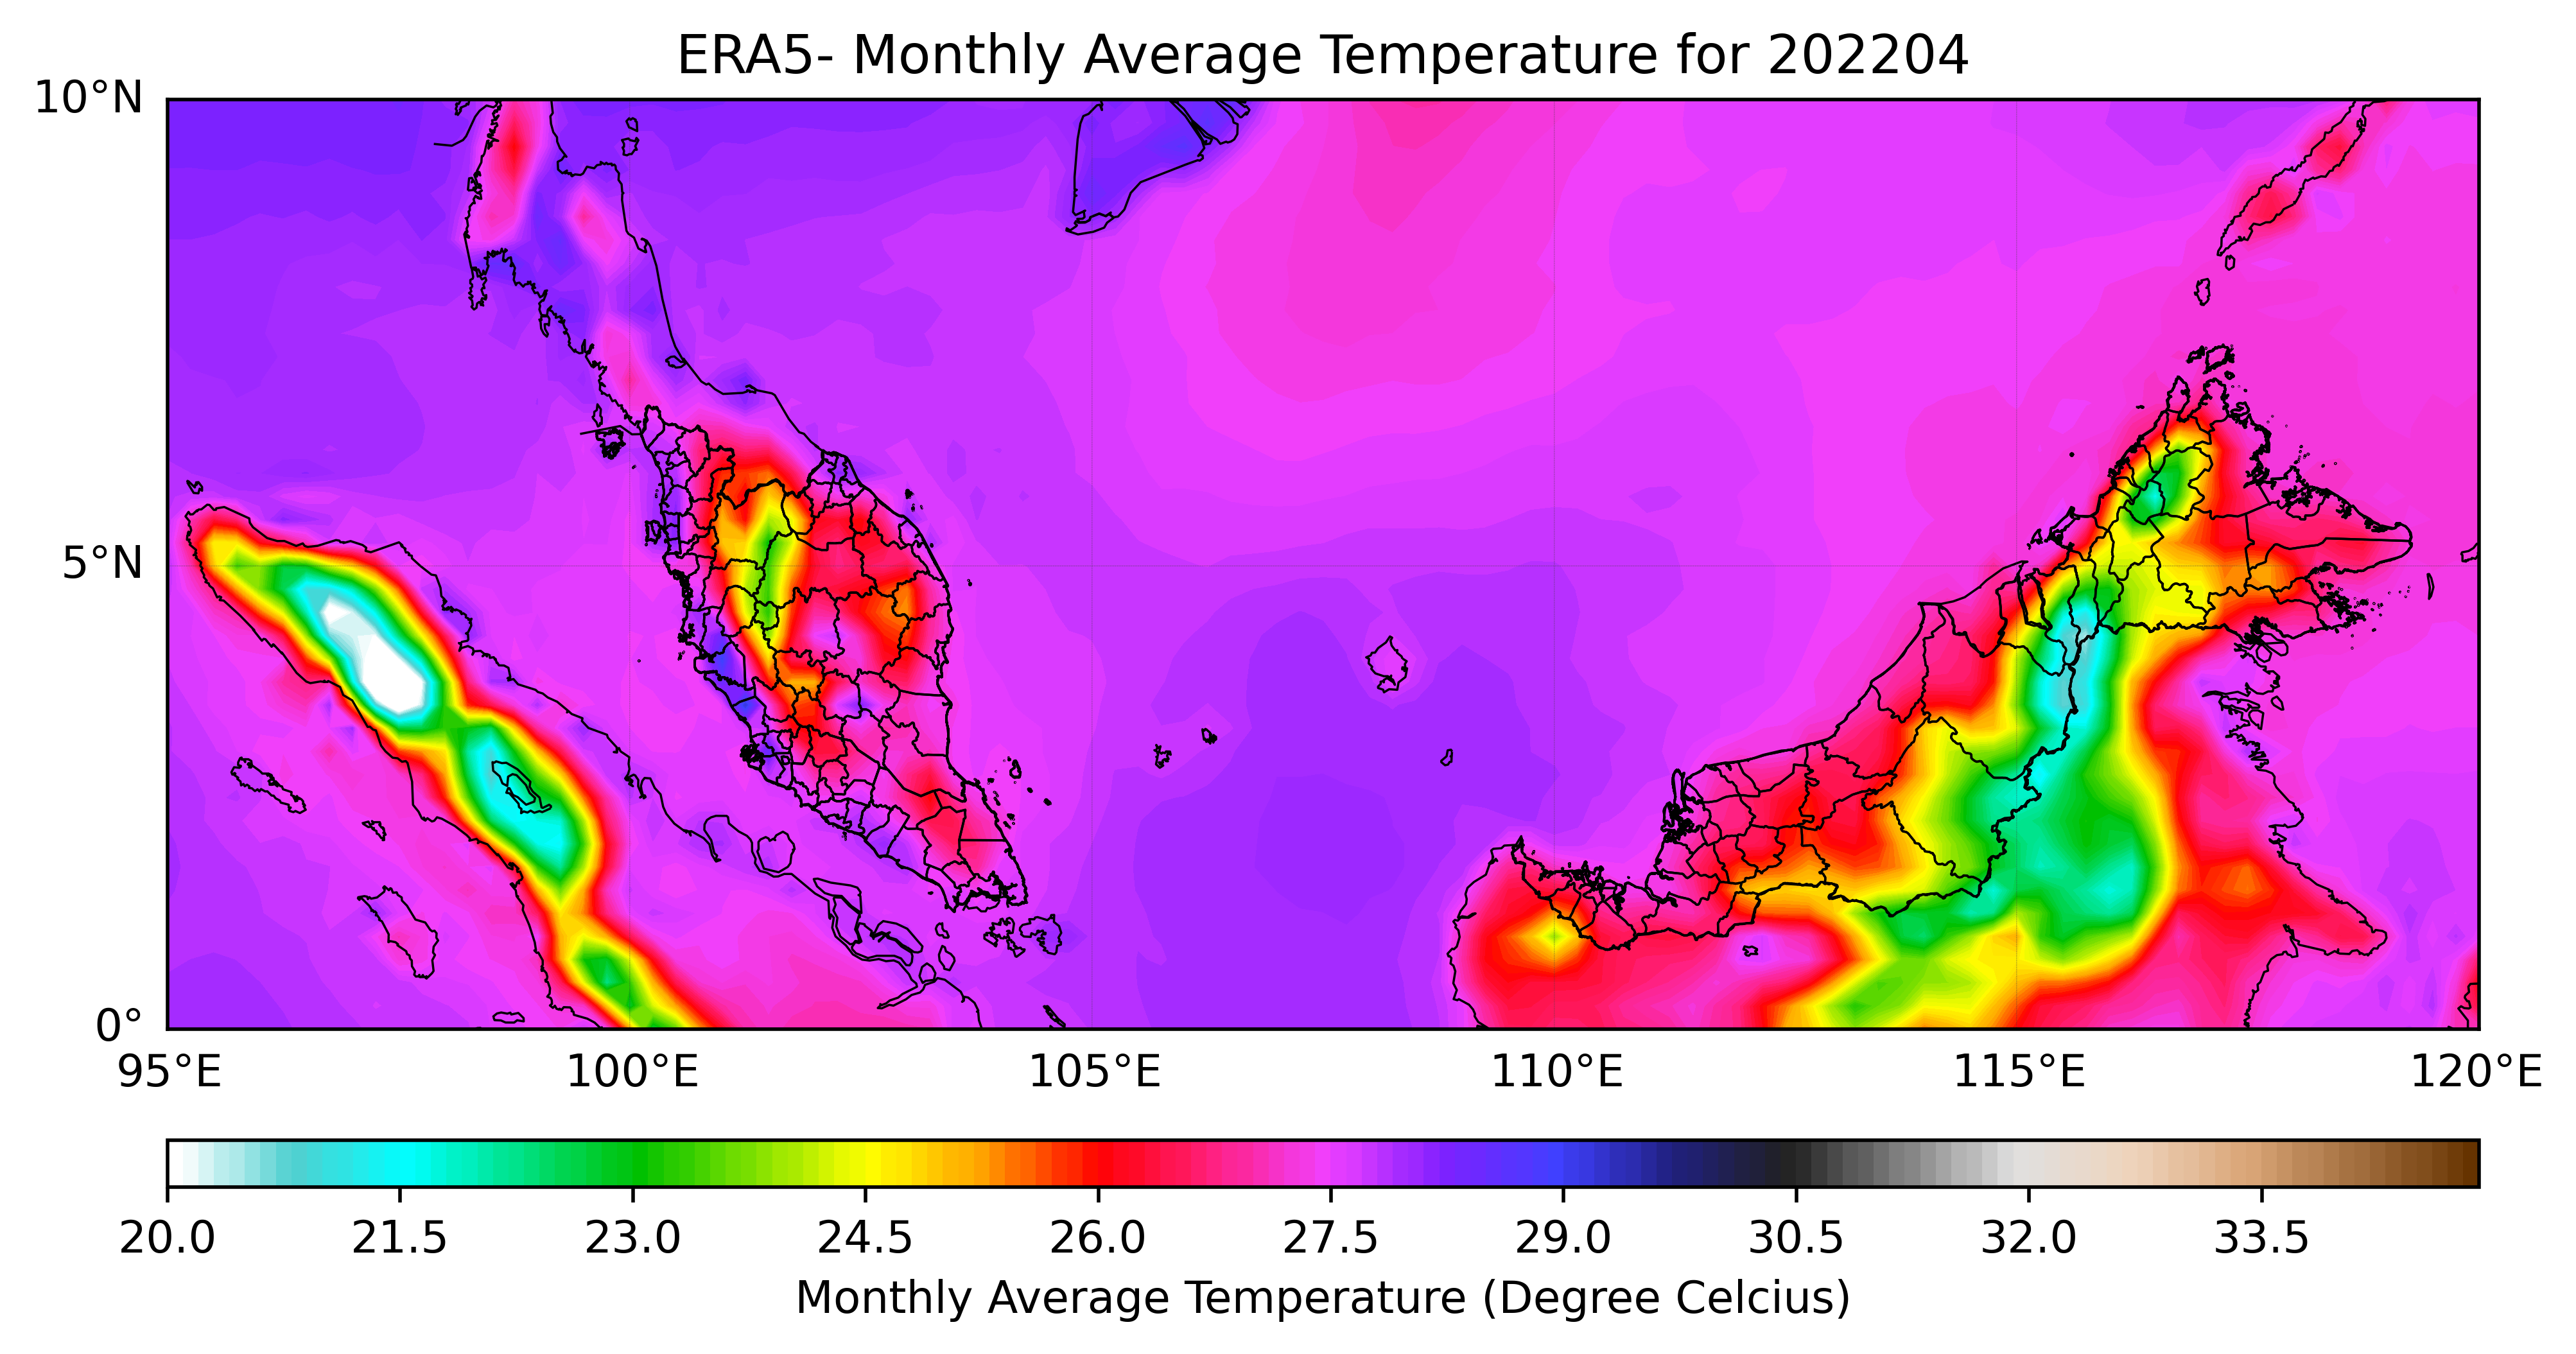 ERA5- Monthly Average Temperature for 202204
10°N
5°N
0°
95°E 100°E 105°E 110°E 115°E 120°E
20.0 21.5 23.0 24.5 26.0 27.5 29.0 30.5 32.0 33.5
Monthly Average Temperature (Degree Celcius)